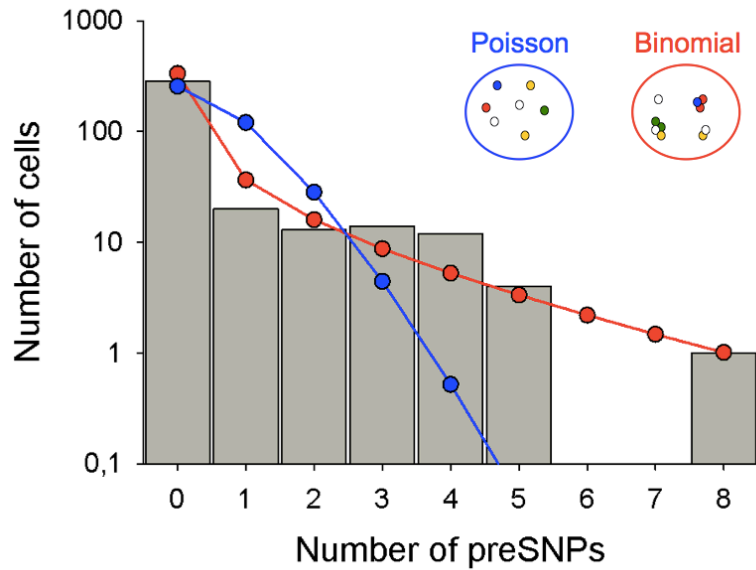 Poisson
Binomial
Number of cells
1000
100
10
1
0,1
0 1 2 3 4 5 6 7 8
Number of preSNPs